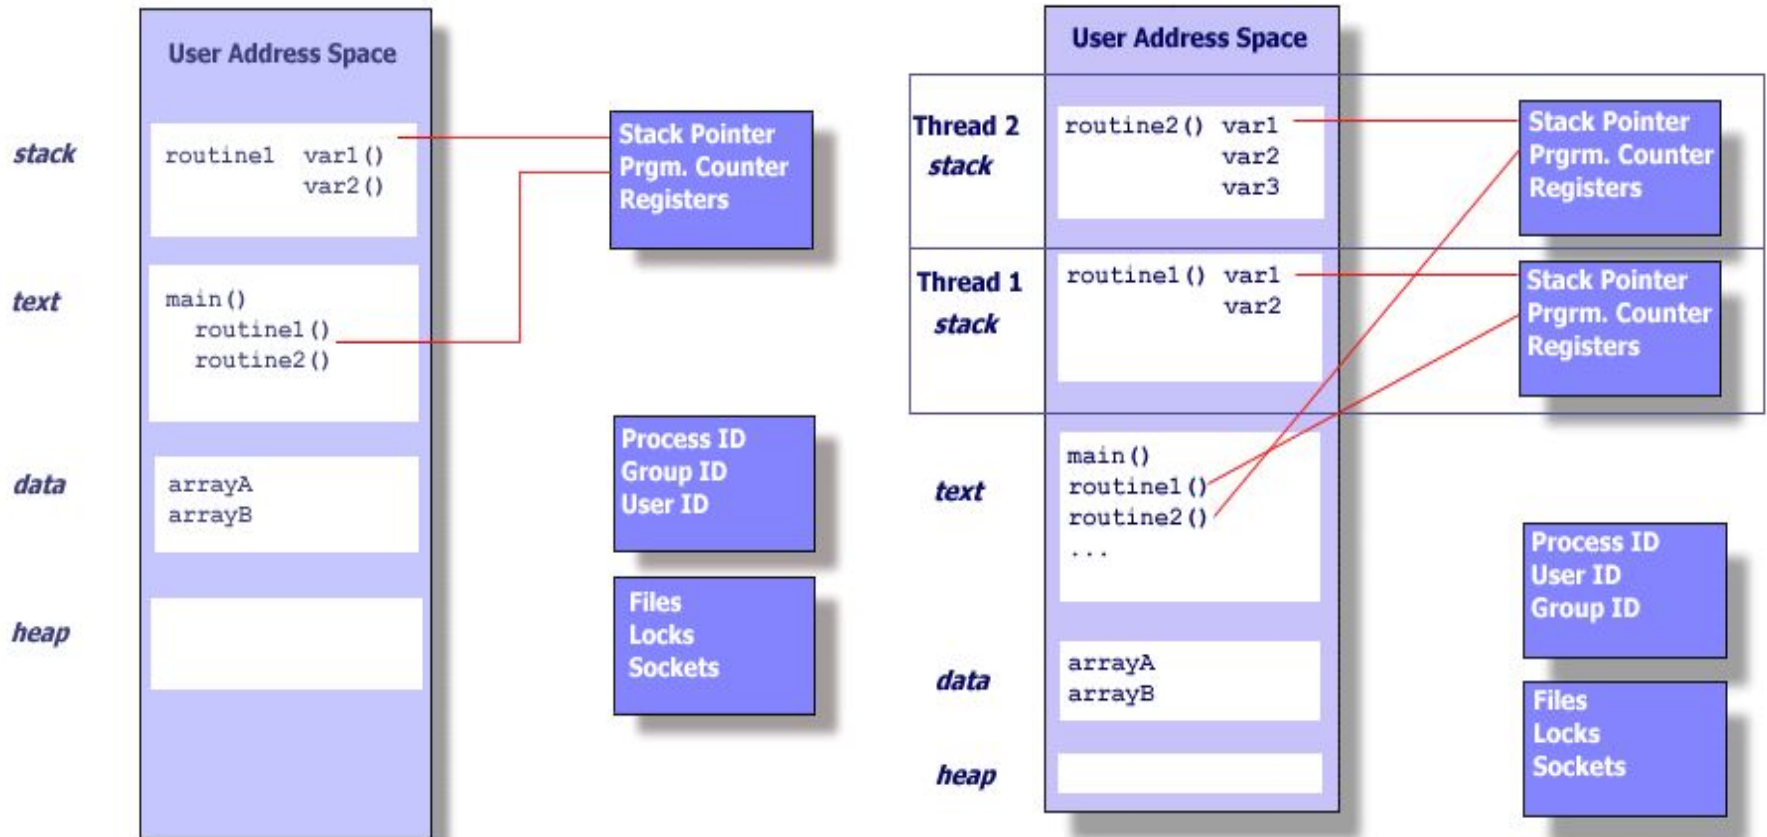 User Address Space
stack
routine1 var1()
var2()
Stack Pointer
Prgm. Counter
Registers
text
main()
routine1()
routine2()
Process ID
Group ID
User ID
data
arrayA
arrayB
Files
Locks
Sockets
heap
User Address Space
Thread 2
stack
routine2() var1
var2
var3
Stack Pointer
Prgrm. Counter
Registers
Thread 1
stack
routine1() var1
var2
Stack Pointer
Prgrm. Counter
Registers
text
main()
routine1()
routine2()
...
Process ID
User ID
Group ID
data
arrayA
arrayB
Files
Locks
Sockets
heap